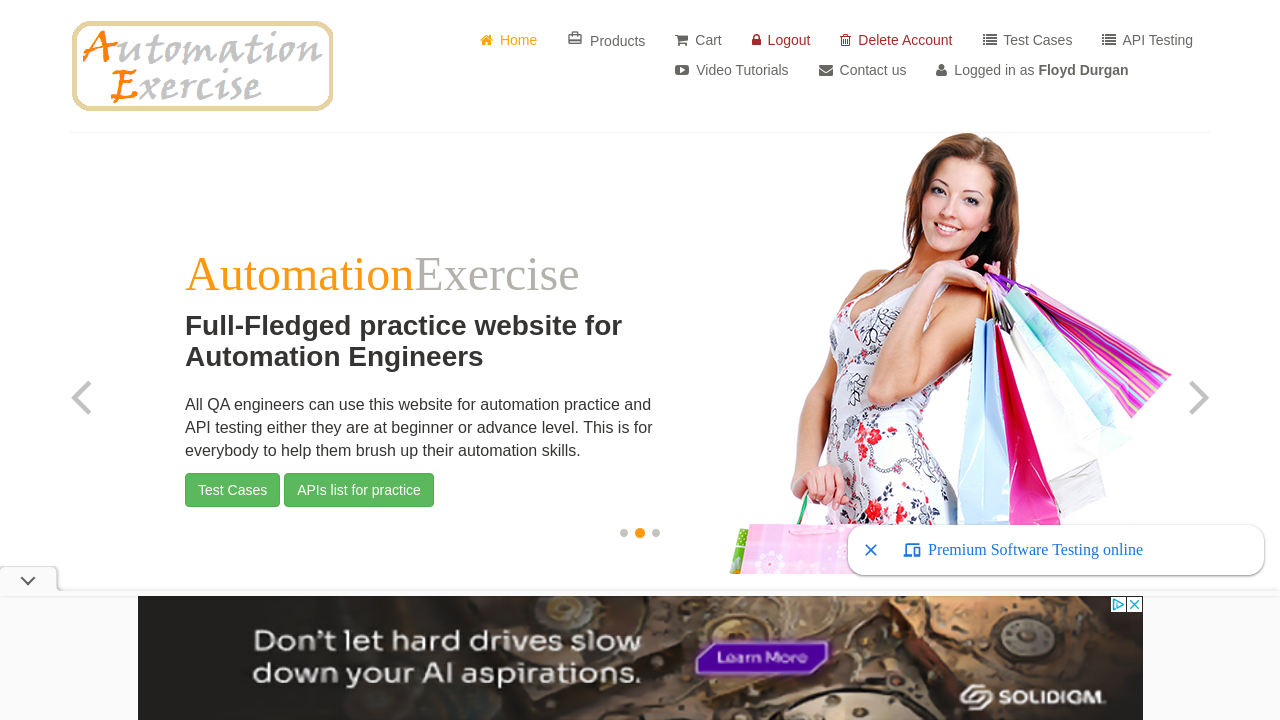 Automation
Exercise
Home
Products
Cart
Logout
Delete Account
Test Cases
API Testing
Video Tutorials
Contact us
Logged in as Floyd Durgan
AutomationExercise
Full-Fledged practice website for
Automation Engineers
All QA engineers can use this website for automation practice and
API testing either they are at beginner or advance level. This is for
everybody to help them brush up their automation skills.
Test Cases
APIs list for practice
Premium Software Testing online
Don't let hard drives slow
down your AI aspirations.
Learn More
SOLIDIGM